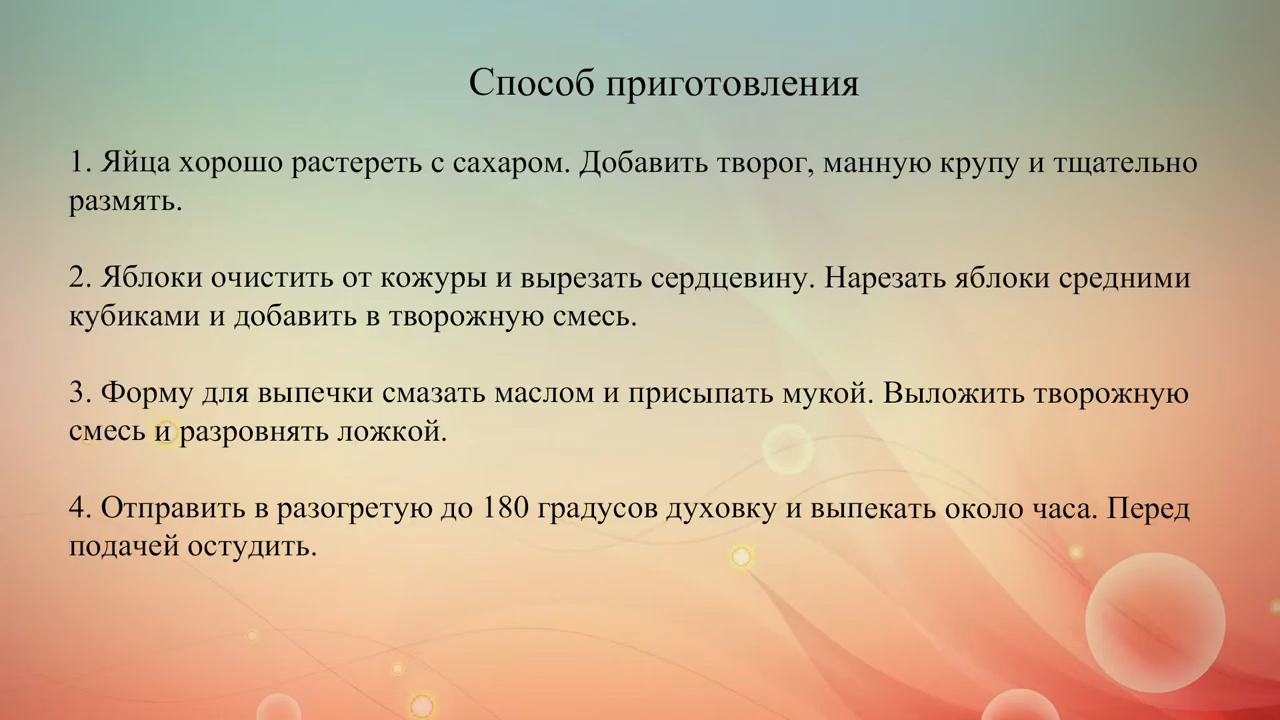 Способ приготовления
1. Яйца хорошо растереть с сахаром. Добавить творог, манную крупу и тщательно
размять.
2. Яблоки очистить от кожуры и вырезать сердцевину. Нарезать яблоки средними
кубиками и добавить в творожную смесь.
3. Форму для выпечки смазать маслом и присыпать мукой. Выложить творожную
смесь и разровнять ложкой.
4. Отправить в разогретую до 180 градусов духовку и выпекать около часа. Перед
подачей остудить.